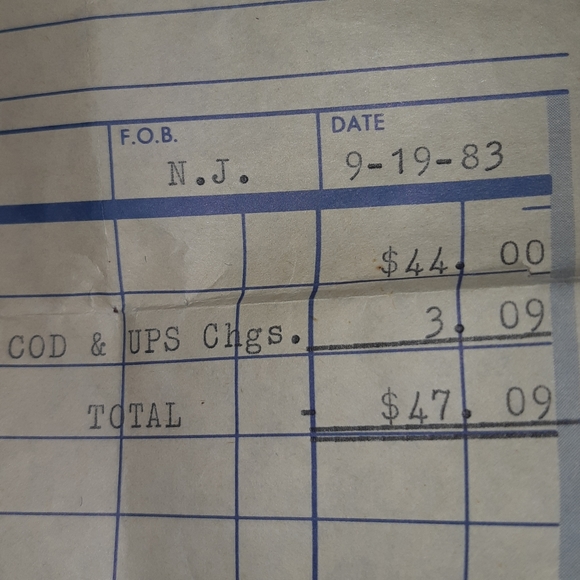 F.O.B. DATE
N.J. 9-19-83
$44. 00
COD & UPS Chgs. 3. 09
TOTAL - $47. 09